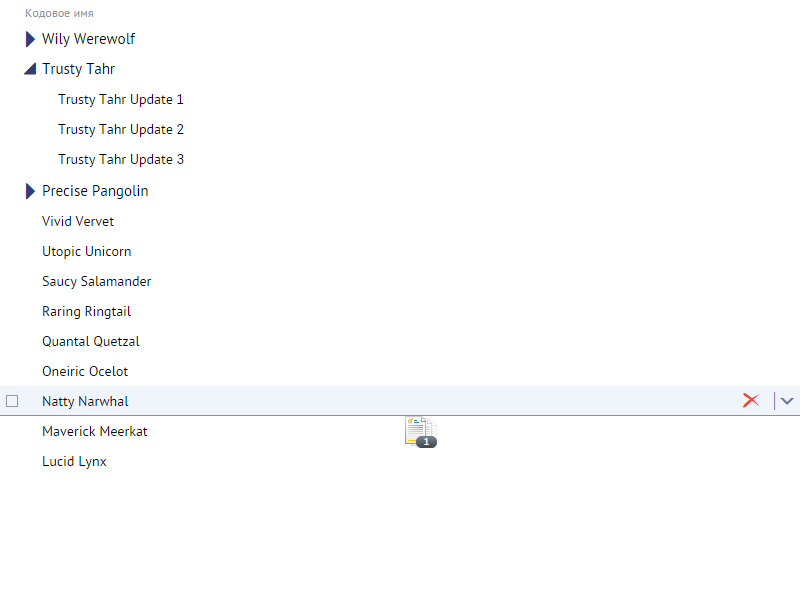 Кодовое имя
Wily Werewolf
Trusty Tahr
Trusty Tahr Update 1
Trusty Tahr Update 2
Trusty Tahr Update 3
Precise Pangolin
Vivid Vervet
Utopic Unicorn
Saucy Salamander
Raring Ringtail
Quantal Quetzal
Oneiric Ocelot
Natty Narwhal
Maverick Meerkat
1
Lucid Lynx